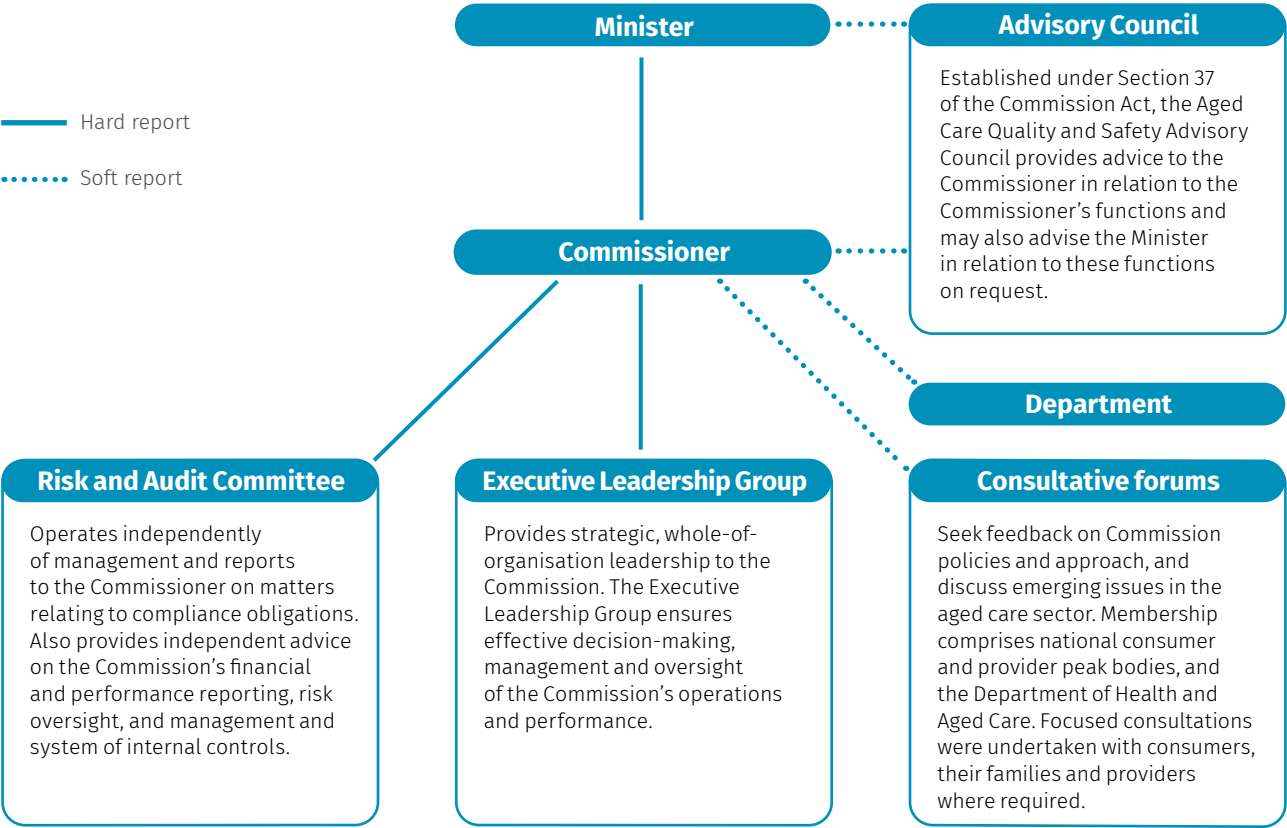 Minister
Advisory Council
Established under Section 37
of the Commission Act, the Aged
Care Quality and Safety Advisory
Council provides advice to the
Commissioner in relation to the
Commissioner’s functions and
may also advise the Minister
in relation to these functions
on request.
Hard report
Soft report
Commissioner
Department
Risk and Audit Committee
Operates independently
of management and reports
to the Commissioner on matters
relating to compliance obligations.
Also provides independent advice
on the Commission’s financial
and performance reporting, risk
oversight, and management and
system of internal controls.
Executive Leadership Group
Provides strategic, whole-of-
organisation leadership to the
Commission. The Executive
Leadership Group ensures
effective decision-making,
management and oversight
of the Commission’s operations
and performance.
Consultative forums
Seek feedback on Commission
policies and approach, and
discuss emerging issues in the
aged care sector. Membership
comprises national consumer
and provider peak bodies, and
the Department of Health and
Aged Care. Focused consultations
were undertaken with consumers,
their families and providers
where required.